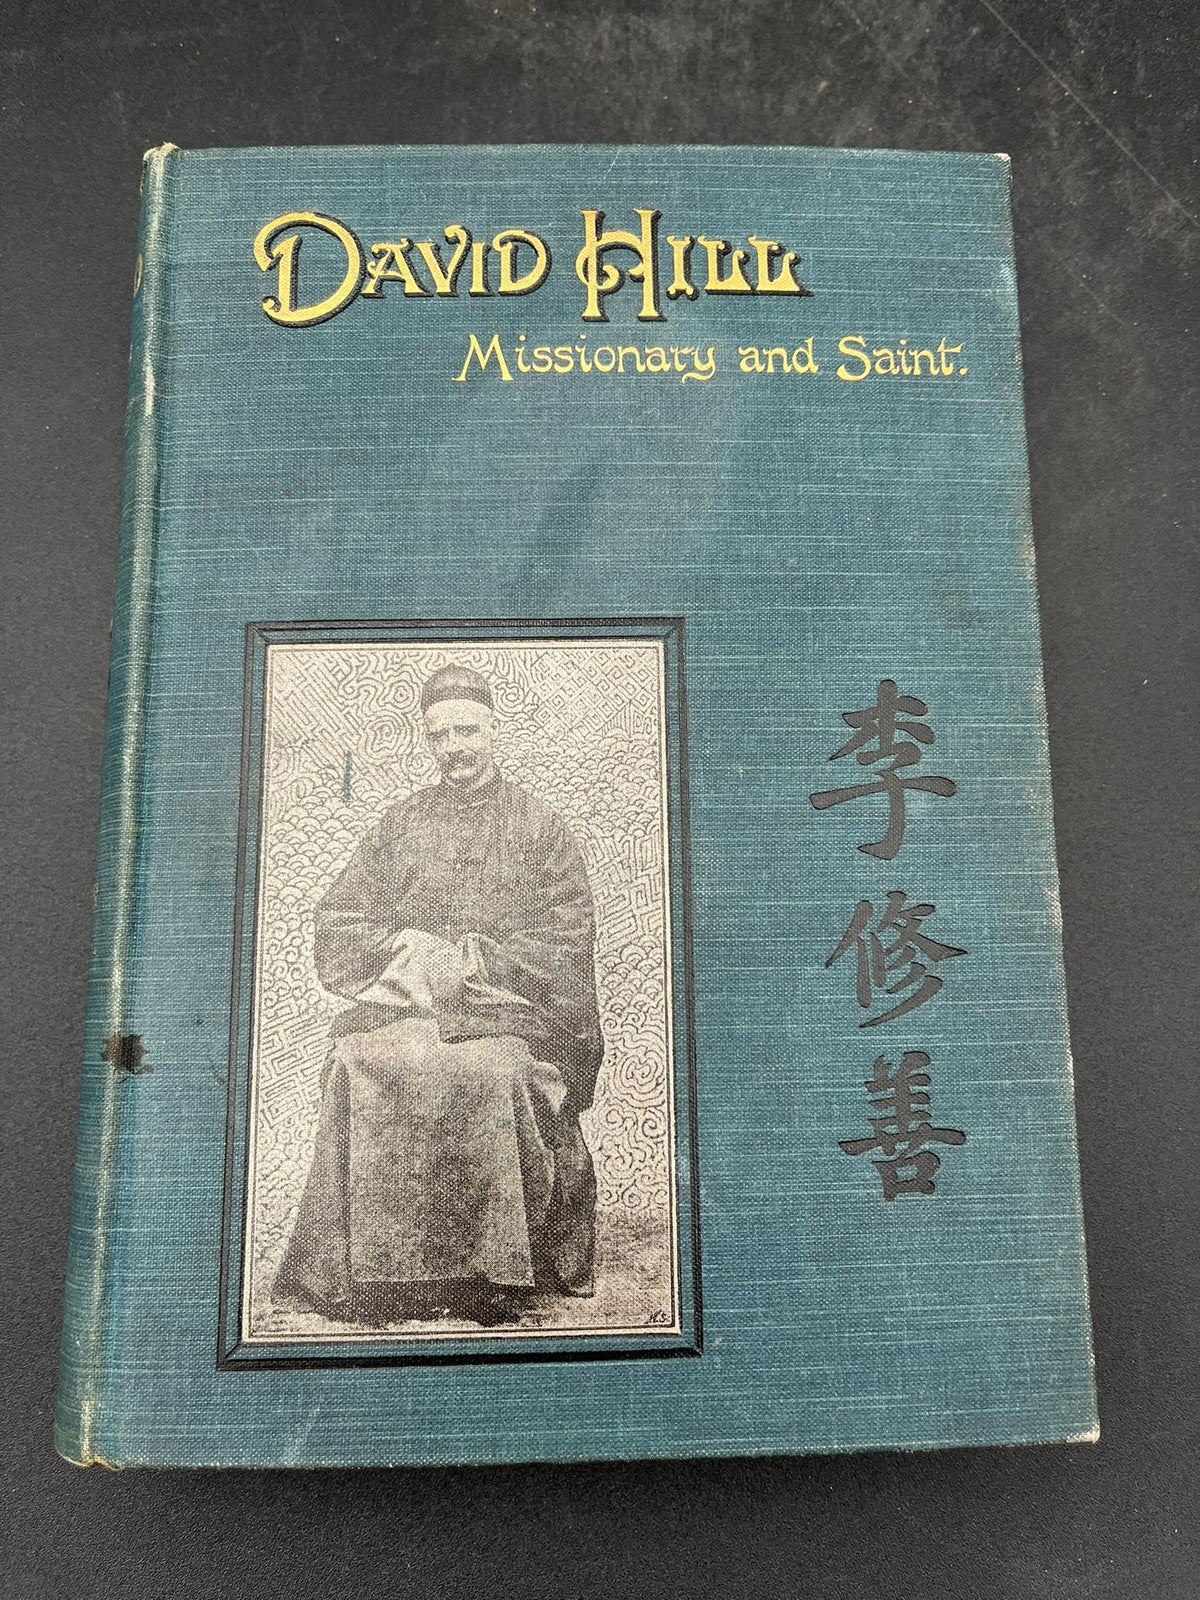 DAVID HILL
Missionary and Saint.
李修善